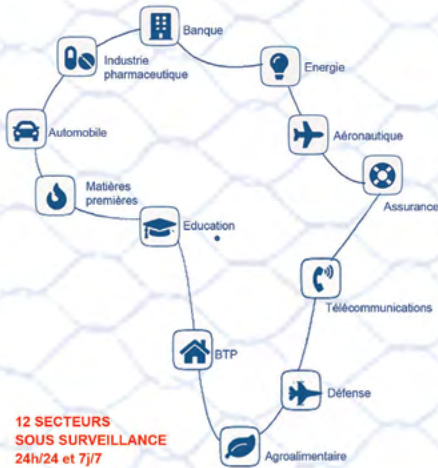 Banque
Industrie
pharmaceutique
Energie
Automobile
Aéronautique
Matières
premières
Assurance
Education
Télécommunications
BTP
Défense
12 SECTEURS
SOUS SURVEILLANCE
24h/24 et 7j/7
Agroalimentaire